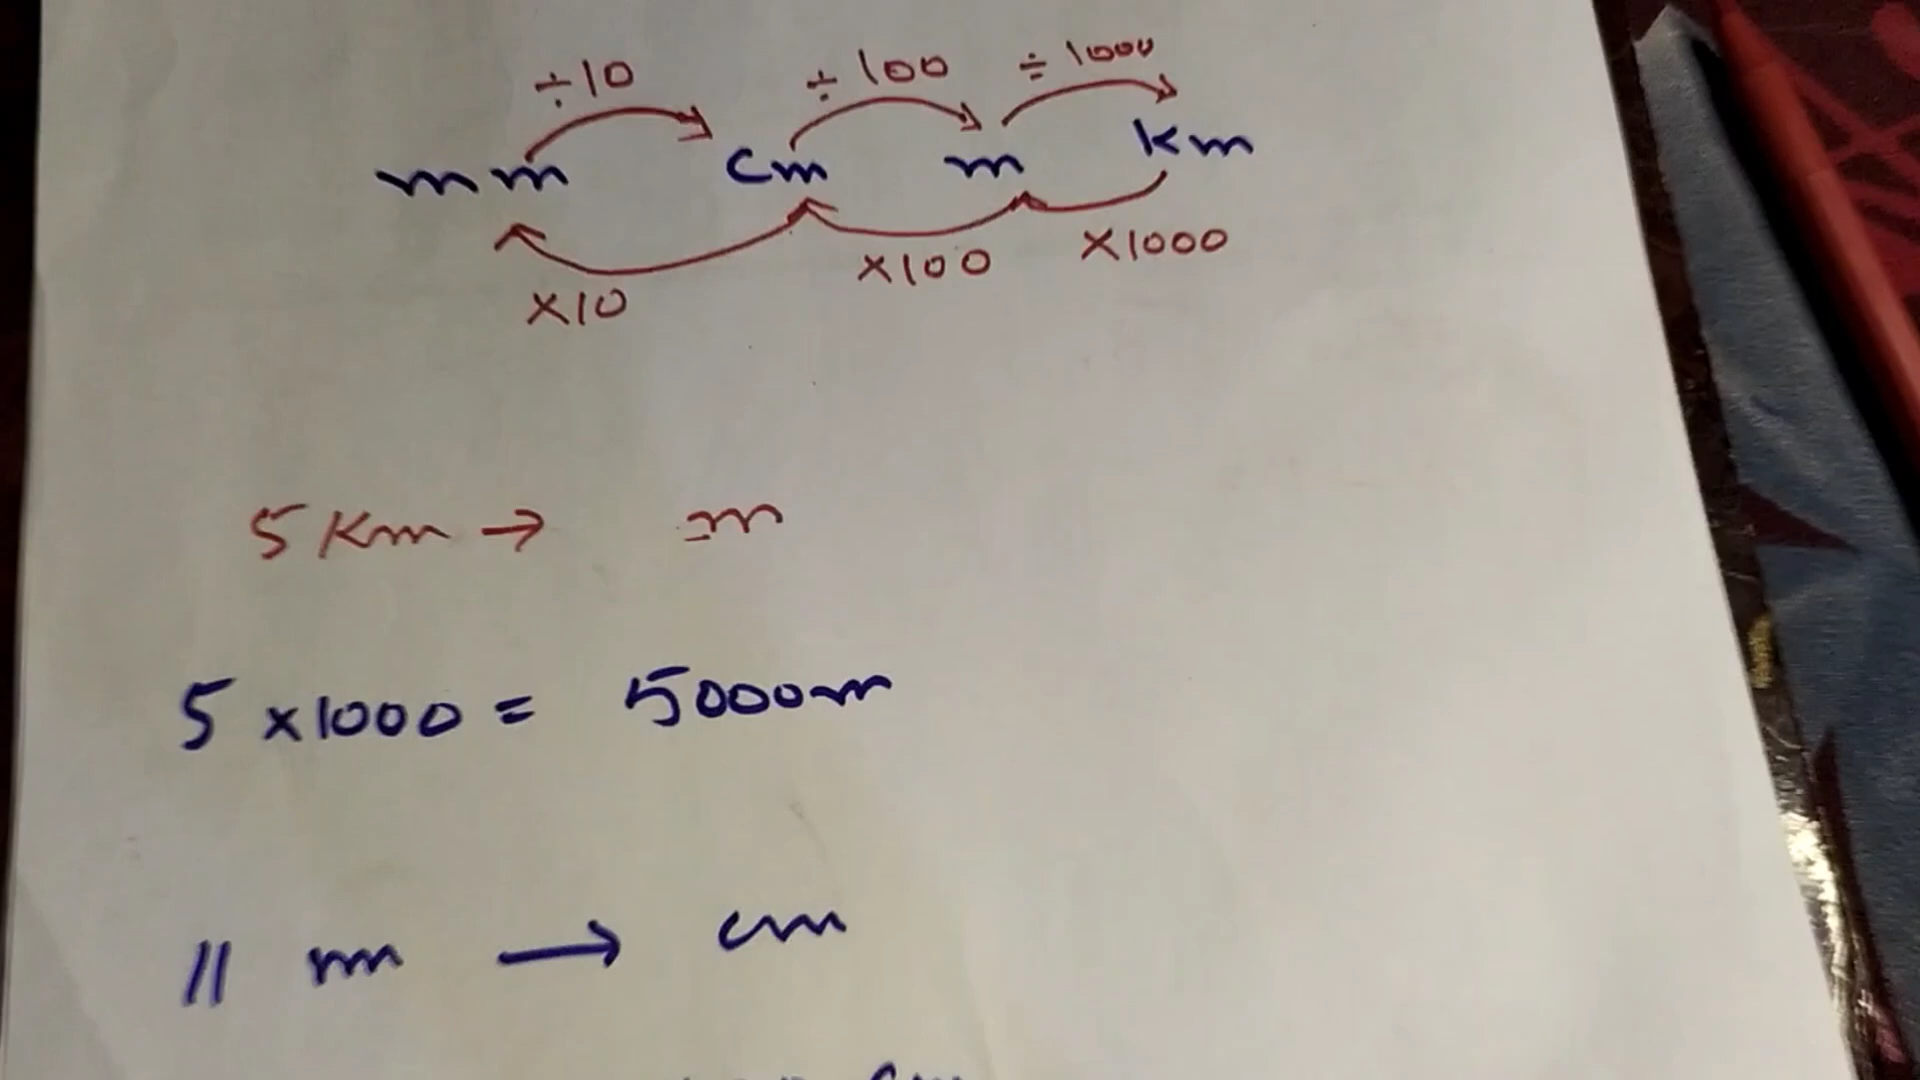 ÷10 ÷100 ÷1000
mm cm m km
×10 ×100 ×1000
5 Km → m
5 ×1000 = 5000m
11 m → cm